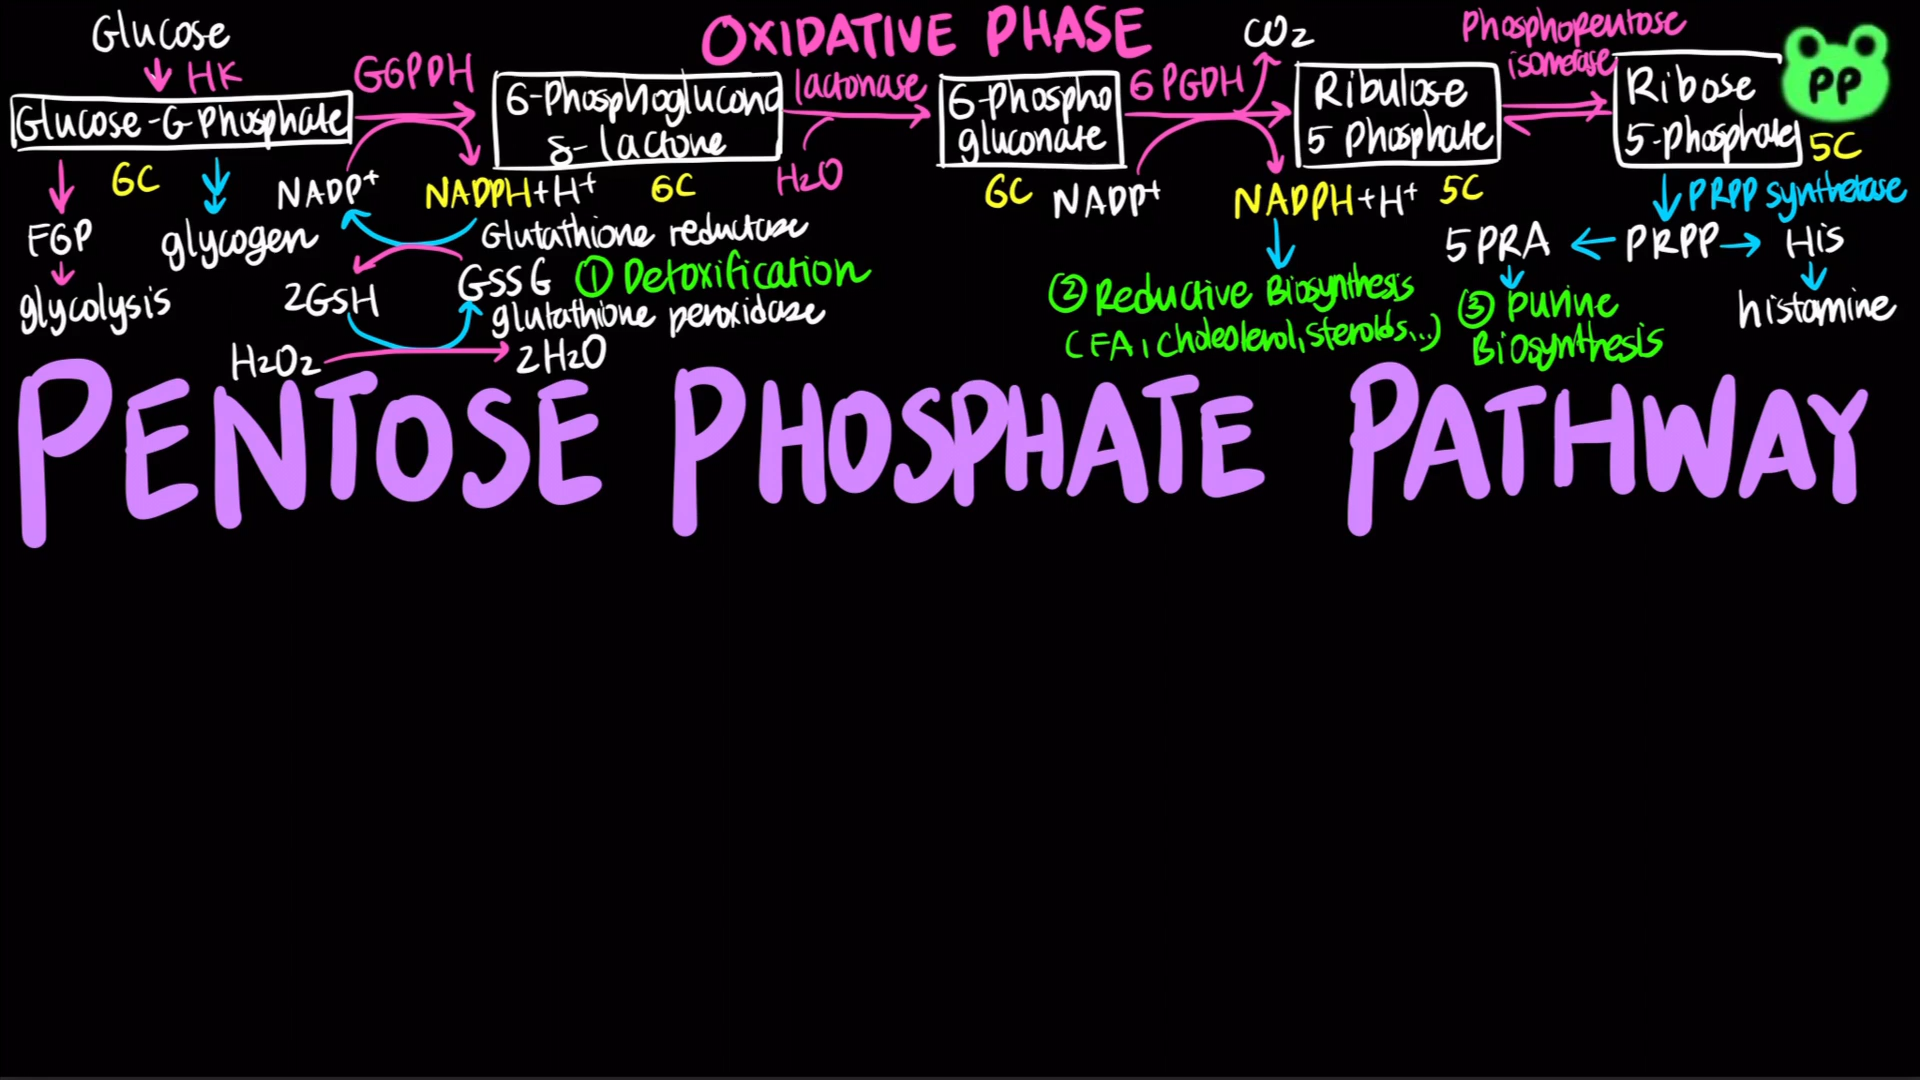 Glucose
HK
Glucose-6-Phosphate
6C
F6P
glycolysis
glycogen
OXIDATIVE PHASE
G6PDH
NADP+
NADPH+H+
6-Phosphoglucono
δ-lactone
6C
Glutathione reductase
2GSH
GSSG
① Detoxification
glutathione peroxidase
H2O2
2H2O
lactonase
H2O
6-Phospho
gluconate
6C
6PGDH
CO2
NADP+
NADPH+H+
② Reductive Biosynthesis
(FA, cholesterol, steroids...)
Ribulose
5 Phosphate
5C
Phosphopentose
isomerase
Ribose
5-phosphate
5C
PP
PRPP synthetase
5PRA
PRPP
His
③ Purine
Biosynthesis
histamine
PENTOSE PHOSPHATE PATHWAY